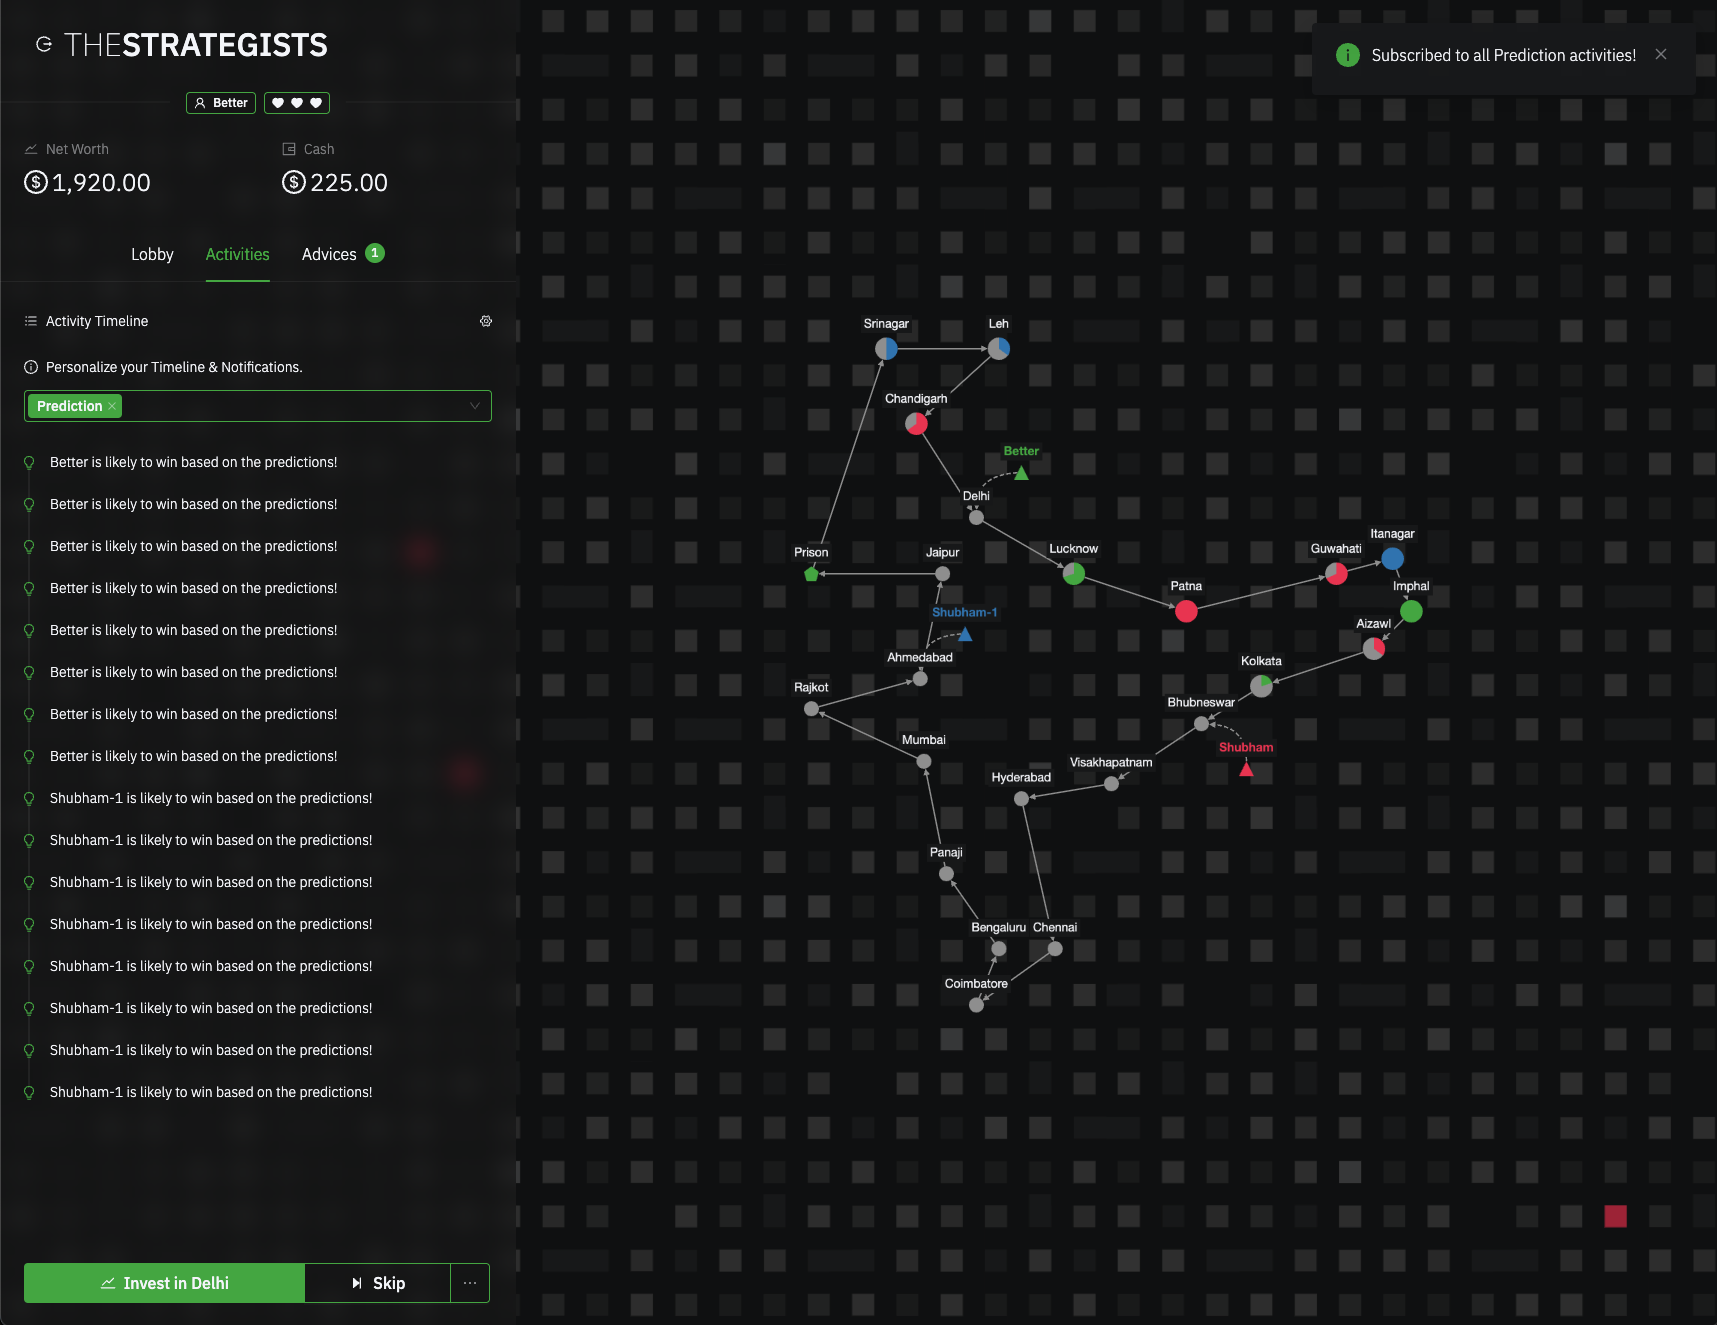 THESTRATEGISTS
Better
Net Worth
Cash
$ 1,920.00
$ 225.00
Lobby
Activities
Advices 1
Activity Timeline
Personalize your Timeline & Notifications.
Prediction
Better is likely to win based on the predictions!
Better is likely to win based on the predictions!
Better is likely to win based on the predictions!
Better is likely to win based on the predictions!
Better is likely to win based on the predictions!
Better is likely to win based on the predictions!
Better is likely to win based on the predictions!
Better is likely to win based on the predictions!
Shubham-1 is likely to win based on the predictions!
Shubham-1 is likely to win based on the predictions!
Shubham-1 is likely to win based on the predictions!
Shubham-1 is likely to win based on the predictions!
Shubham-1 is likely to win based on the predictions!
Shubham-1 is likely to win based on the predictions!
Shubham-1 is likely to win based on the predictions!
Shubham-1 is likely to win based on the predictions!
Invest in Delhi
Skip
Subscribed to all Prediction activities!
Srinagar
Leh
Chandigarh
Better
Delhi
Itanagar
Prison
Jaipur
Lucknow
Guwahati
Patna
Imphal
Shubham-1
Aizawl
Ahmedabad
Kolkata
Rajkot
Bhubneswar
Mumbai
Shubham
Visakhapatnam
Hyderabad
Panaji
Bengaluru
Chennai
Coimbatore